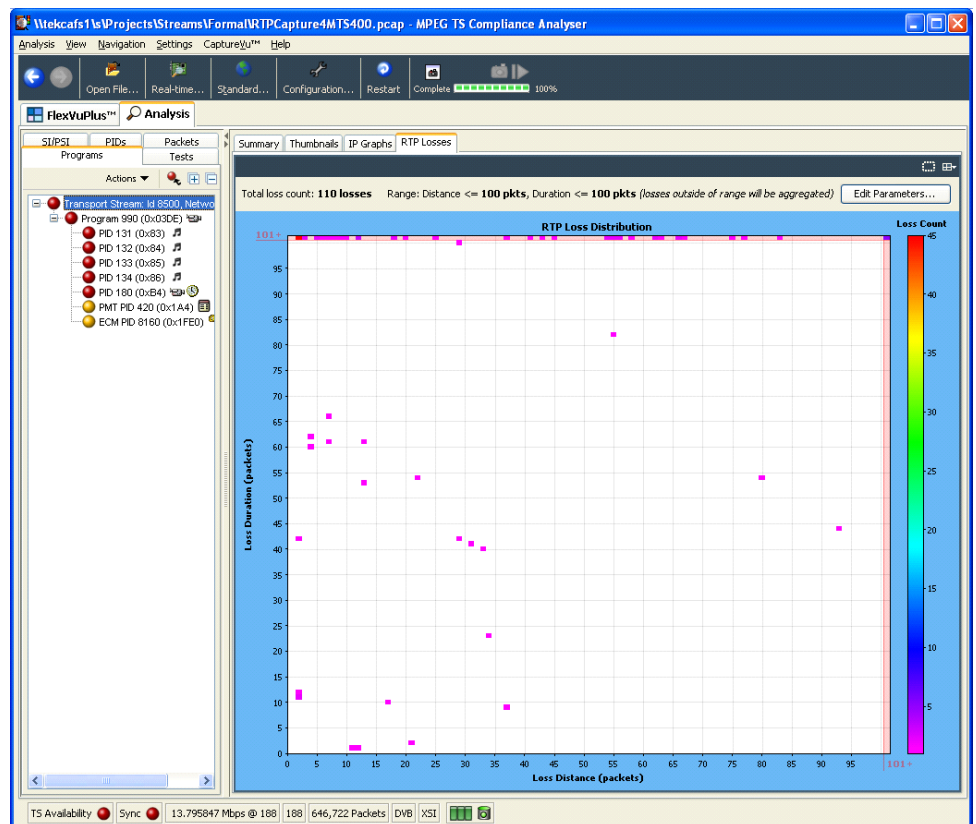 \\tekcafs1\s\Projects\Streams\Formal\RTPCapture4MTS400.pcap - MPEG TS Compliance Analyser
Analysis View Navigation Settings CaptureVu™ Help
Open File... Real-time... Standard... Configuration... Restart Complete 100%
FlexVuPlus™ Analysis
SI/PSI PIDs Packets
Programs Tests
Actions
Transport Stream: Id 8500, Netwo
Program 990 (0x03DE)
PID 131 (0x83)
PID 132 (0x84)
PID 133 (0x85)
PID 134 (0x86)
PID 180 (0xB4)
PMT PID 420 (0x1A4)
ECM PID 8160 (0x1FE0)
Summary Thumbnails IP Graphs RTP Losses
Total loss count: 110 losses Range: Distance <= 100 pkts, Duration <= 100 pkts (losses outside of range will be aggregated) Edit Parameters...
RTP Loss Distribution
Loss Count
101+
95
90
85
80
75
70
65
60
55
50
45
40
35
30
25
20
15
10
5
0
Loss Duration (packets)
0 5 10 15 20 25 30 35 40 45 50 55 60 65 70 75 80 85 90 95 101+
Loss Distance (packets)
45
40
35
30
25
20
15
10
5
TS Availability Sync 13.795847 Mbps @ 188 188 646,722 Packets DVB XSI